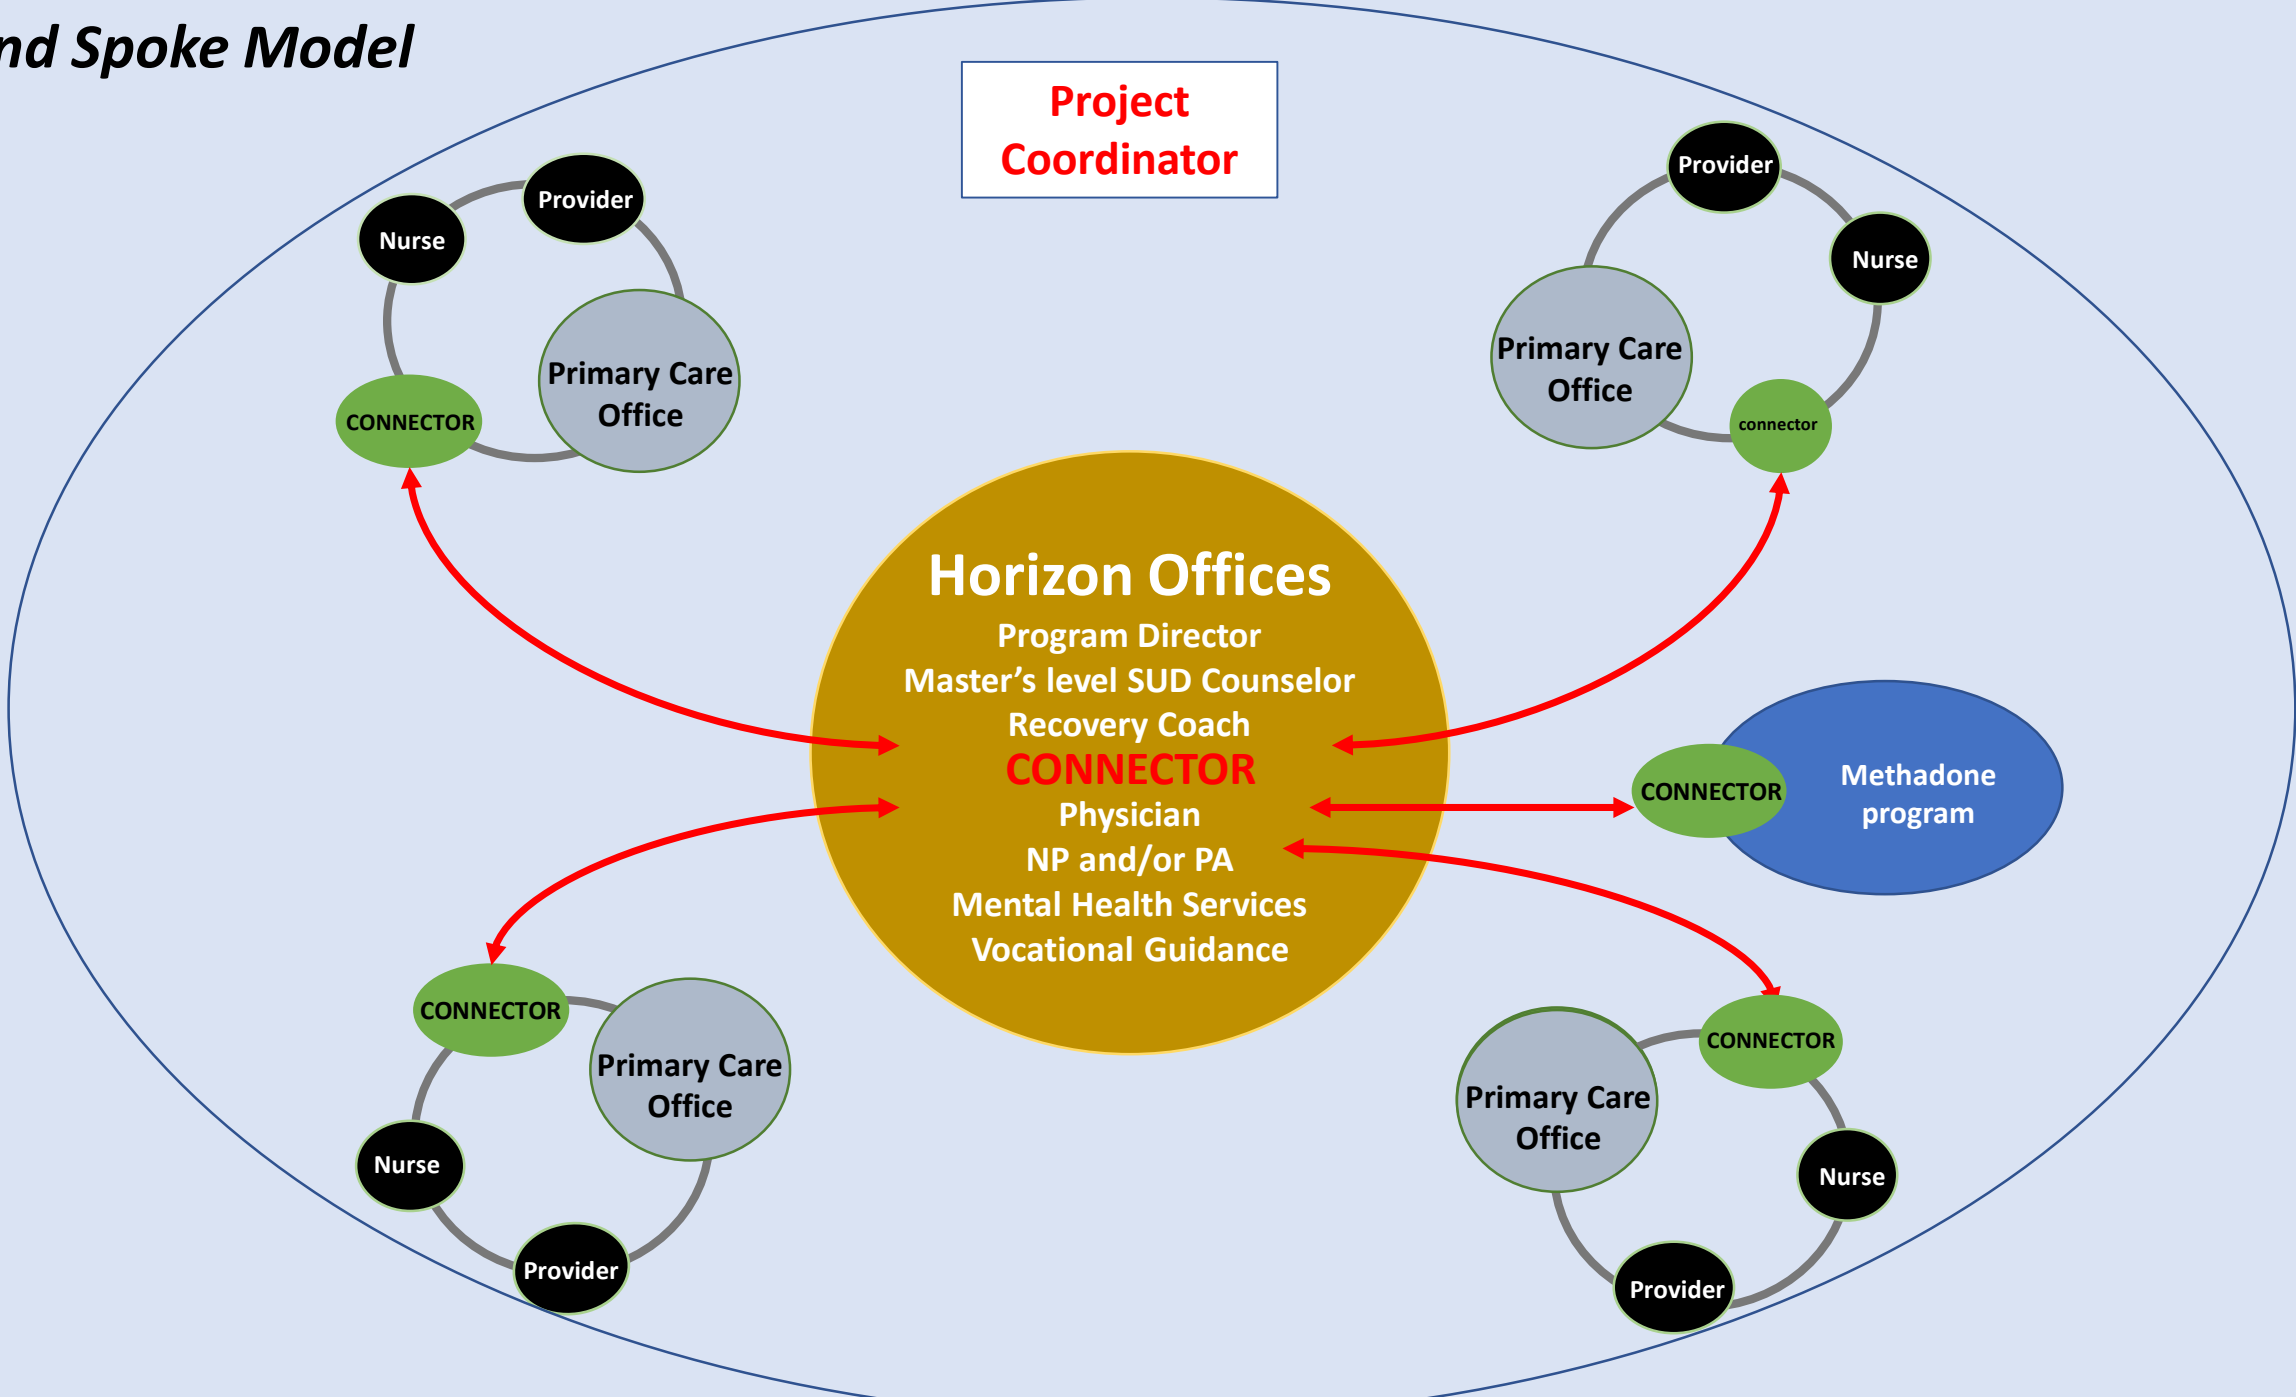 nd Spoke Model
Project
Coordinator
Provider
Nurse
Primary Care
Office
CONNECTOR
Provider
Nurse
Primary Care
Office
connector
Horizon Offices
Program Director
Master’s level SUD Counselor
Recovery Coach
CONNECTOR
Physician
NP and/or PA
Mental Health Services
Vocational Guidance
CONNECTOR
Methadone
program
CONNECTOR
Primary Care
Office
Nurse
Provider
CONNECTOR
Primary Care
Office
Nurse
Provider